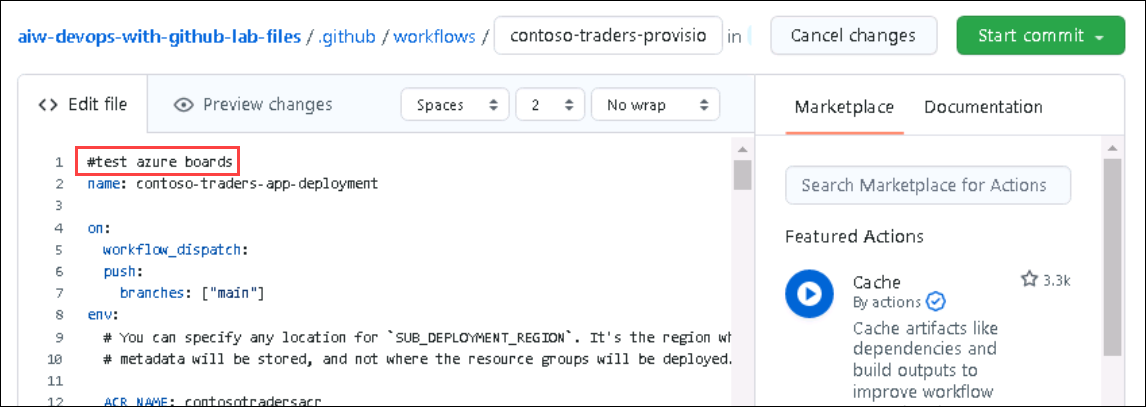 aiw-devops-with-github-lab-files / .github / workflows / contoso-traders-provisio in Cancel changes Start commit
<> Edit file Preview changes Spaces 2 No wrap
Marketplace Documentation
1 #test azure boards
2 name: contoso-traders-app-deployment
3
4 on:
5 workflow_dispatch:
6 push:
7 branches: ["main"]
8 env:
9 # You can specify any location for `SUB_DEPLOYMENT_REGION`. It's the region wh
10 # metadata will be stored, and not where the resource groups will be deployed.
11
12 ACR_NAME: contosotradersacr
Search Marketplace for Actions
Featured Actions
Cache 3.3k
By actions
Cache artifacts like
dependencies and
build outputs to
improve workflow